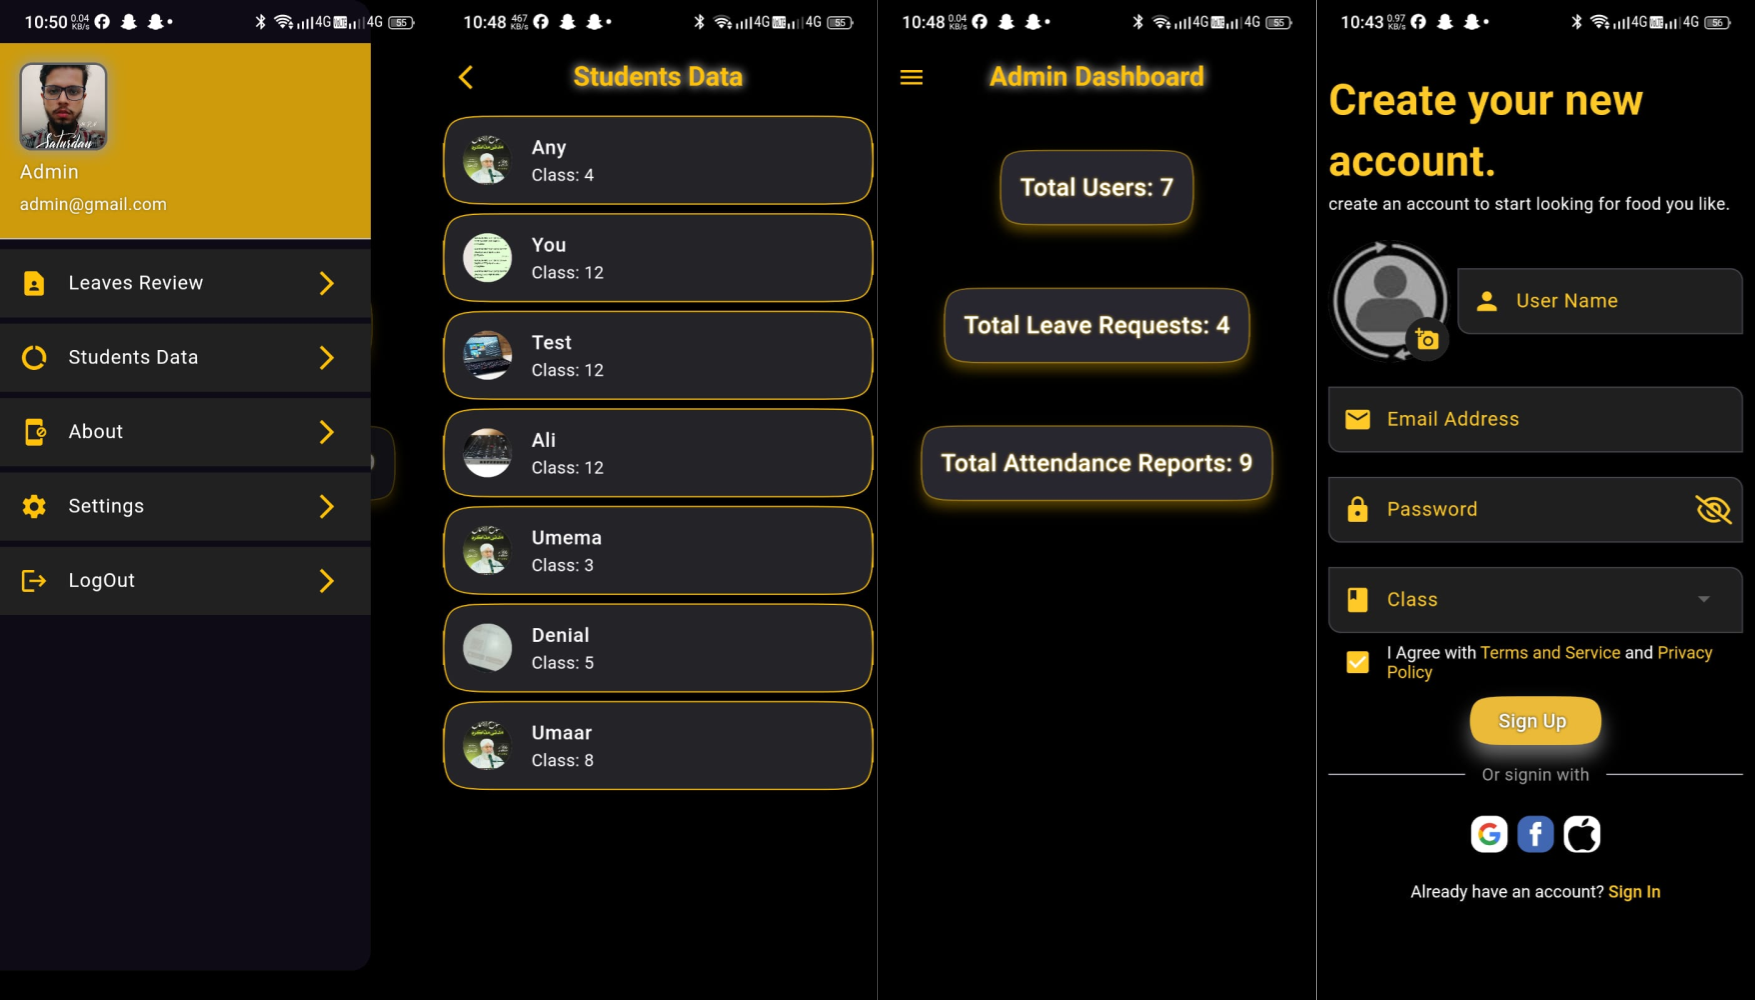 10:50 0.04 KB/s 4G 4G 55
Admin
admin@gmail.com
Leaves Review
Students Data
About
Settings
LogOut
10:48 467 KB/s 4G 4G 55
Students Data
Any
Class: 4
You
Class: 12
Test
Class: 12
Ali
Class: 12
Umema
Class: 3
Denial
Class: 5
Umaar
Class: 8
10:48 0.04 KB/s 4G 4G 55
Admin Dashboard
Total Users: 7
Total Leave Requests: 4
Total Attendance Reports: 9
10:43 0.97 KB/s 4G 4G 56
Create your new
account.
create an account to start looking for food you like.
User Name
Email Address
Password
Class
I Agree with Terms and Service and Privacy
Policy
Sign Up
Or signin with
Already have an account? Sign In
Saturday